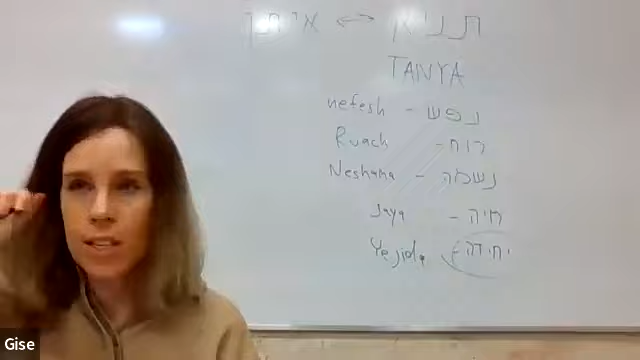 תניא ↔ איתן
TANYA
nefesh - נפש
Ruach - רוח
Neshama - נשמה
Jaya - חיה
Yejida - יחידה
Gise